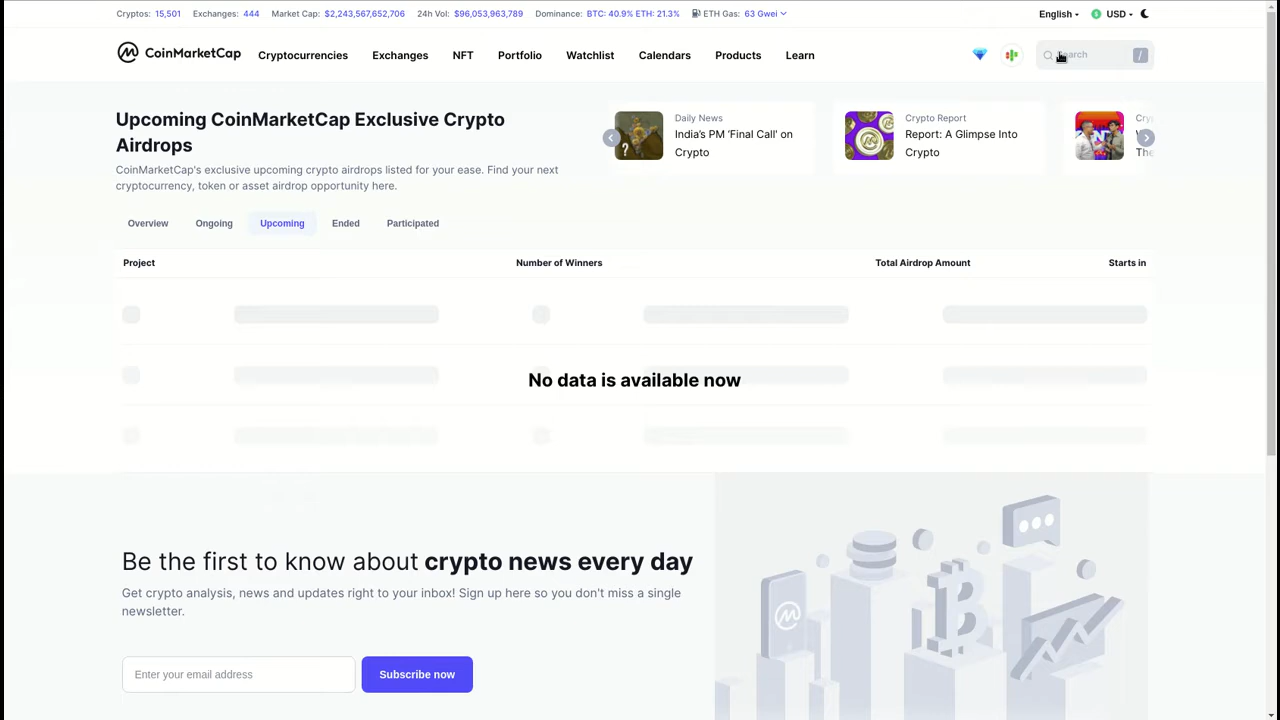 Cryptos: 15,501 Exchanges: 444 Market Cap: $2,243,567,652,706 24h Vol: $96,053,963,789 Dominance: BTC: 40.9% ETH: 21.3% ETH Gas: 63 Gwei English USD
CoinMarketCap Cryptocurrencies Exchanges NFT Portfolio Watchlist Calendars Products Learn Search /
Upcoming CoinMarketCap Exclusive Crypto
Airdrops
CoinMarketCap's exclusive upcoming crypto airdrops listed for your ease. Find your next
cryptocurrency, token or asset airdrop opportunity here.
Daily News
India's PM 'Final Call' on
Crypto
Crypto Report
Report: A Glimpse Into
Crypto
Overview Ongoing Upcoming Ended Participated
Project Number of Winners Total Airdrop Amount Starts in
No data is available now
Be the first to know about crypto news every day
Get crypto analysis, news and updates right to your inbox! Sign up here so you don't miss a single
newsletter.
Enter your email address Subscribe now